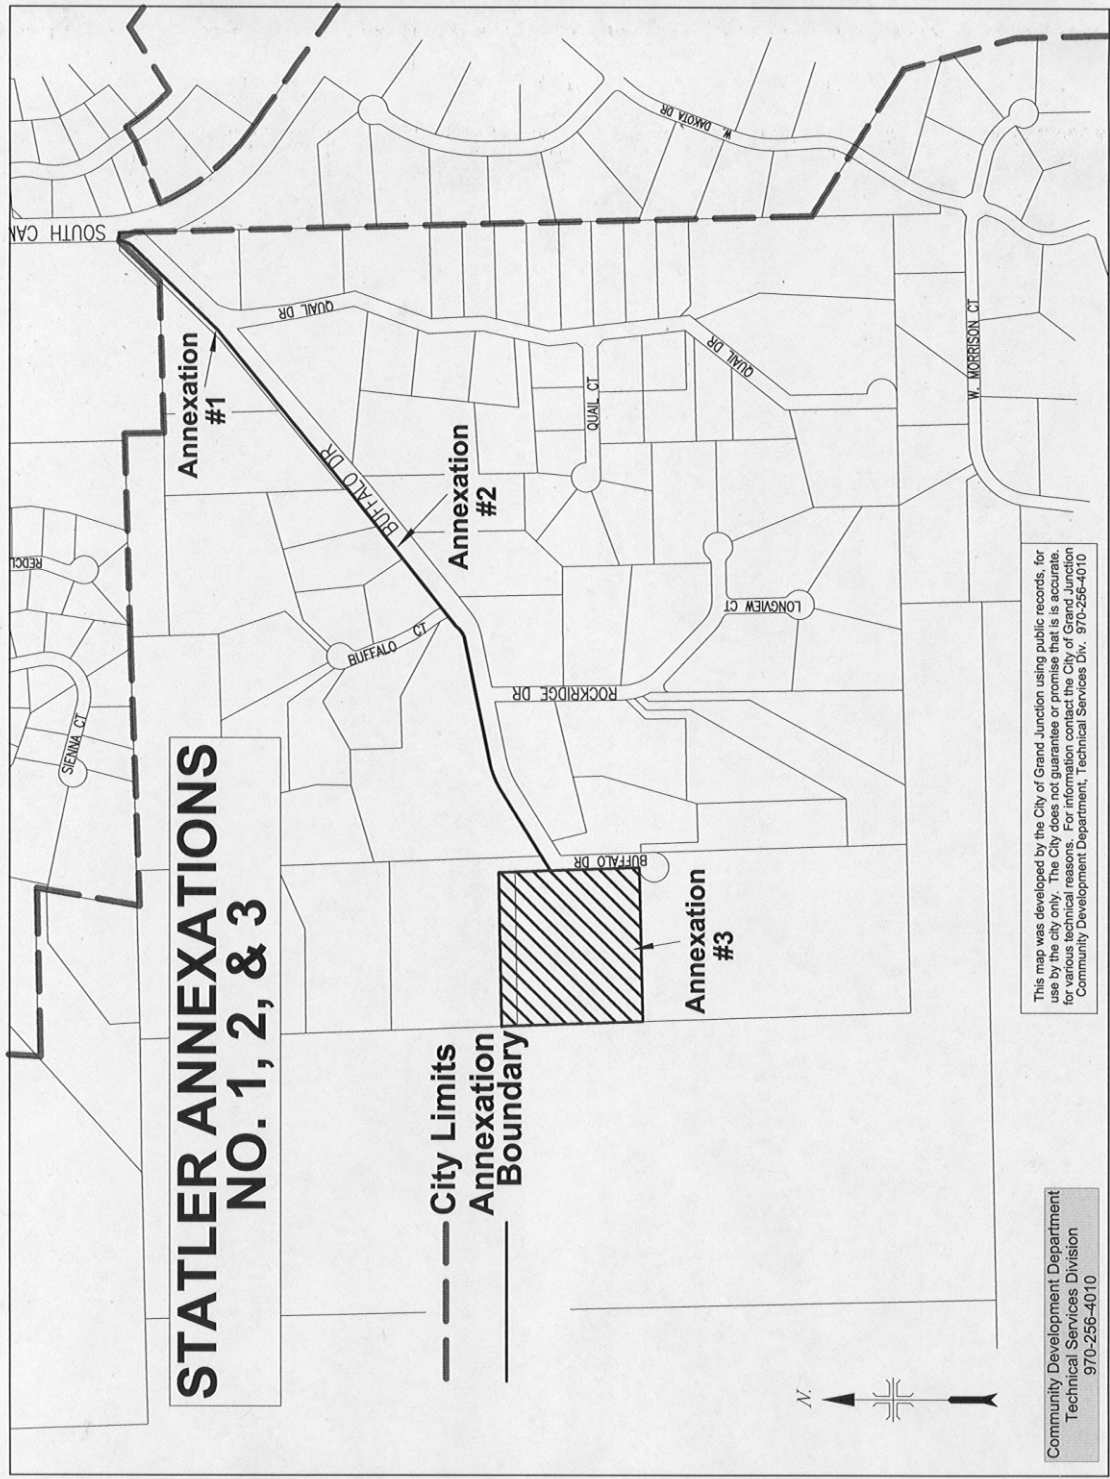 STATLER ANNEXATIONS
NO. 1, 2, & 3
City Limits
Annexation
Boundary
SOUTH CAN
Annexation
#1
QUAIL DR
W. DAKOTA DR
BUFFALO DR
QUAIL DR
QUAIL CT
Annexation
#2
REDCL
BUFFALO CT
SIENNA CT
W. MORRISON CT
LONGVIEW CT
ROCKRIDGE DR
BUFFALO DR
Annexation
#3
N.
This map was developed by the City of Grand Junction using public records, for
use by the city only. The City does not guarantee or promise that is is accurate.
for various technical reasons. For information contact the City of Grand Junction
Community Development Department, Technical Services Div. 970-256-4010
Community Development Department
Technical Services Division
970-256-4010